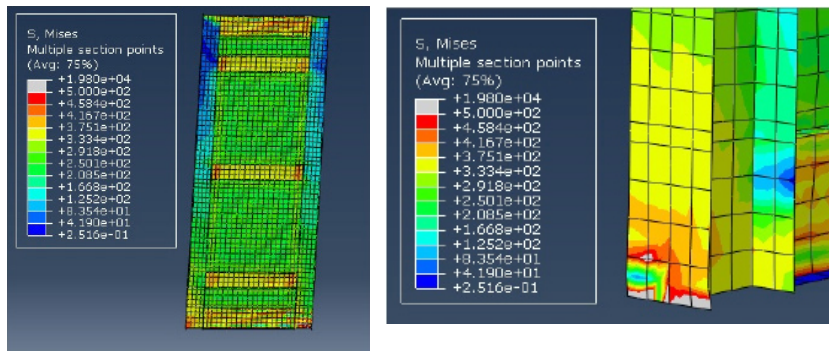 S, Mises
Multiple section points
(Avg: 75%)
+1.980e+04
+5.000e+02
+4.584e+02
+4.167e+02
+3.751e+02
+3.334e+02
+2.918e+02
+2.501e+02
+2.085e+02
+1.668e+02
+1.252e+02
+8.354e+01
+4.190e+01
+2.516e-01
S, Mises
Multiple section points
(Avg: 75%)
+1.980e+04
+5.000e+02
+4.584e+02
+4.167e+02
+3.751e+02
+3.334e+02
+2.918e+02
+2.501e+02
+2.085e+02
+1.668e+02
+1.252e+02
+8.354e+01
+4.190e+01
+2.516e-01